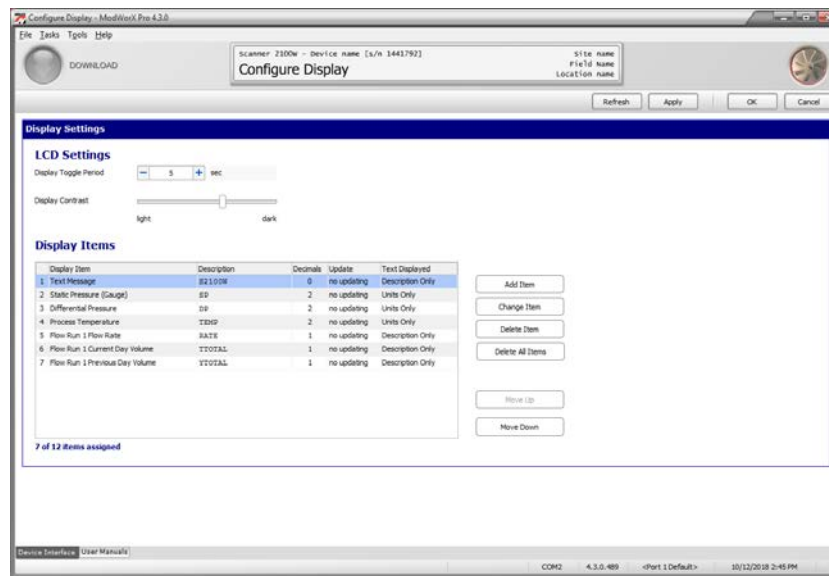 Configure Display - ModWorX Pro 4.3.0
File Tasks Tools Help
DOWNLOAD
Scanner 2100W - Device name [s/n 1441792]
Configure Display
Site name
Field Name
Location name
Refresh Apply OK Cancel
Display Settings
LCD Settings
Display Toggle Period − 5 + sec
Display Contrast
light dark
Display Items
Display Item Description Decimals Update Text Displayed
1 Text Message S2100W 0 no updating Description Only
2 Static Pressure (Gauge) SP 2 no updating Units Only
3 Differential Pressure DP 2 no updating Units Only
4 Process Temperature TEMP 2 no updating Units Only
5 Flow Run 1 Flow Rate RATE 1 no updating Description Only
6 Flow Run 1 Current Day Volume TTOTAL 1 no updating Description Only
7 Flow Run 1 Previous Day Volume YTOTAL 1 no updating Description Only
Add Item
Change Item
Delete Item
Delete All Items
Move Up
Move Down
7 of 12 items assigned
Device Interface User Manuals
COM2 4.3.0.489 <Port 1 Default> 10/12/2018 2:45 PM